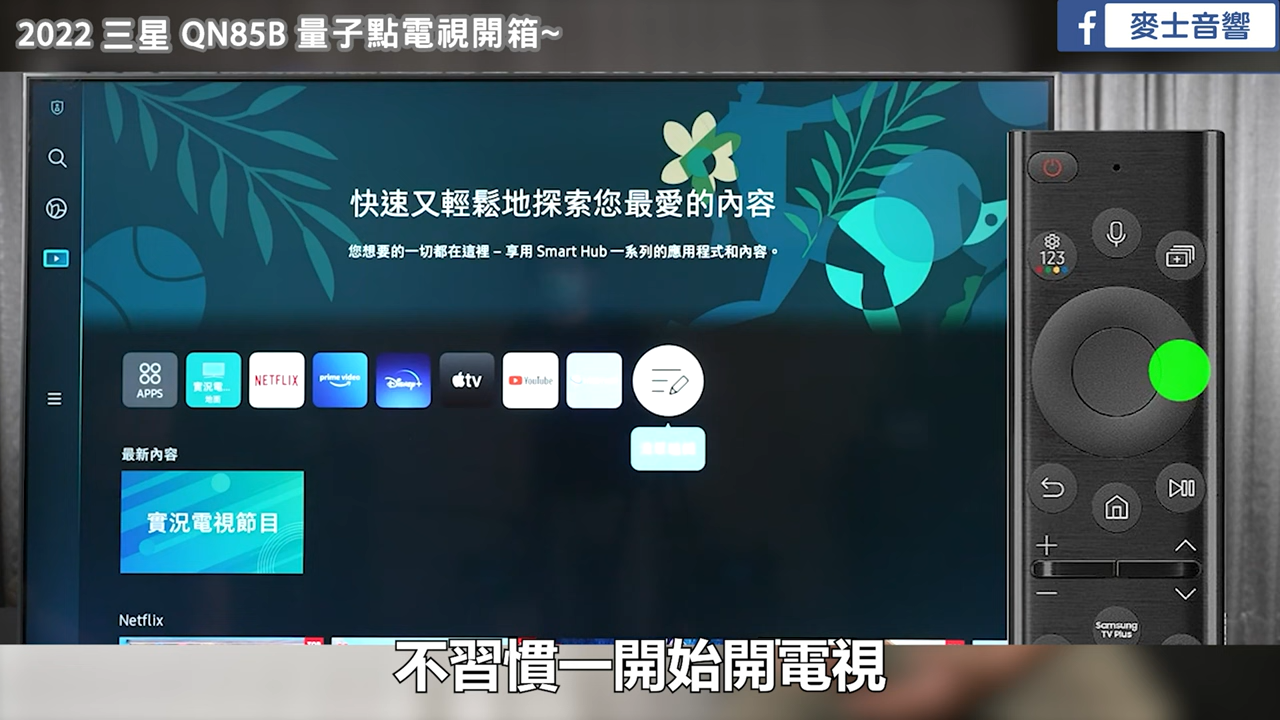 2022 三星 QN85B 量子點電視開箱~
f 麥士音響
快速又輕鬆地探索您最愛的內容
您想要的一切都在這裡 – 享用 Smart Hub 一系列的應用程式和內容。
123
APPS
實況電...
地面
NETFLIX
prime video
Disney+
tv
YouTube
最新內容
實況電視節目
Netflix
Samsung
TV Plus
不習慣一開始開電視